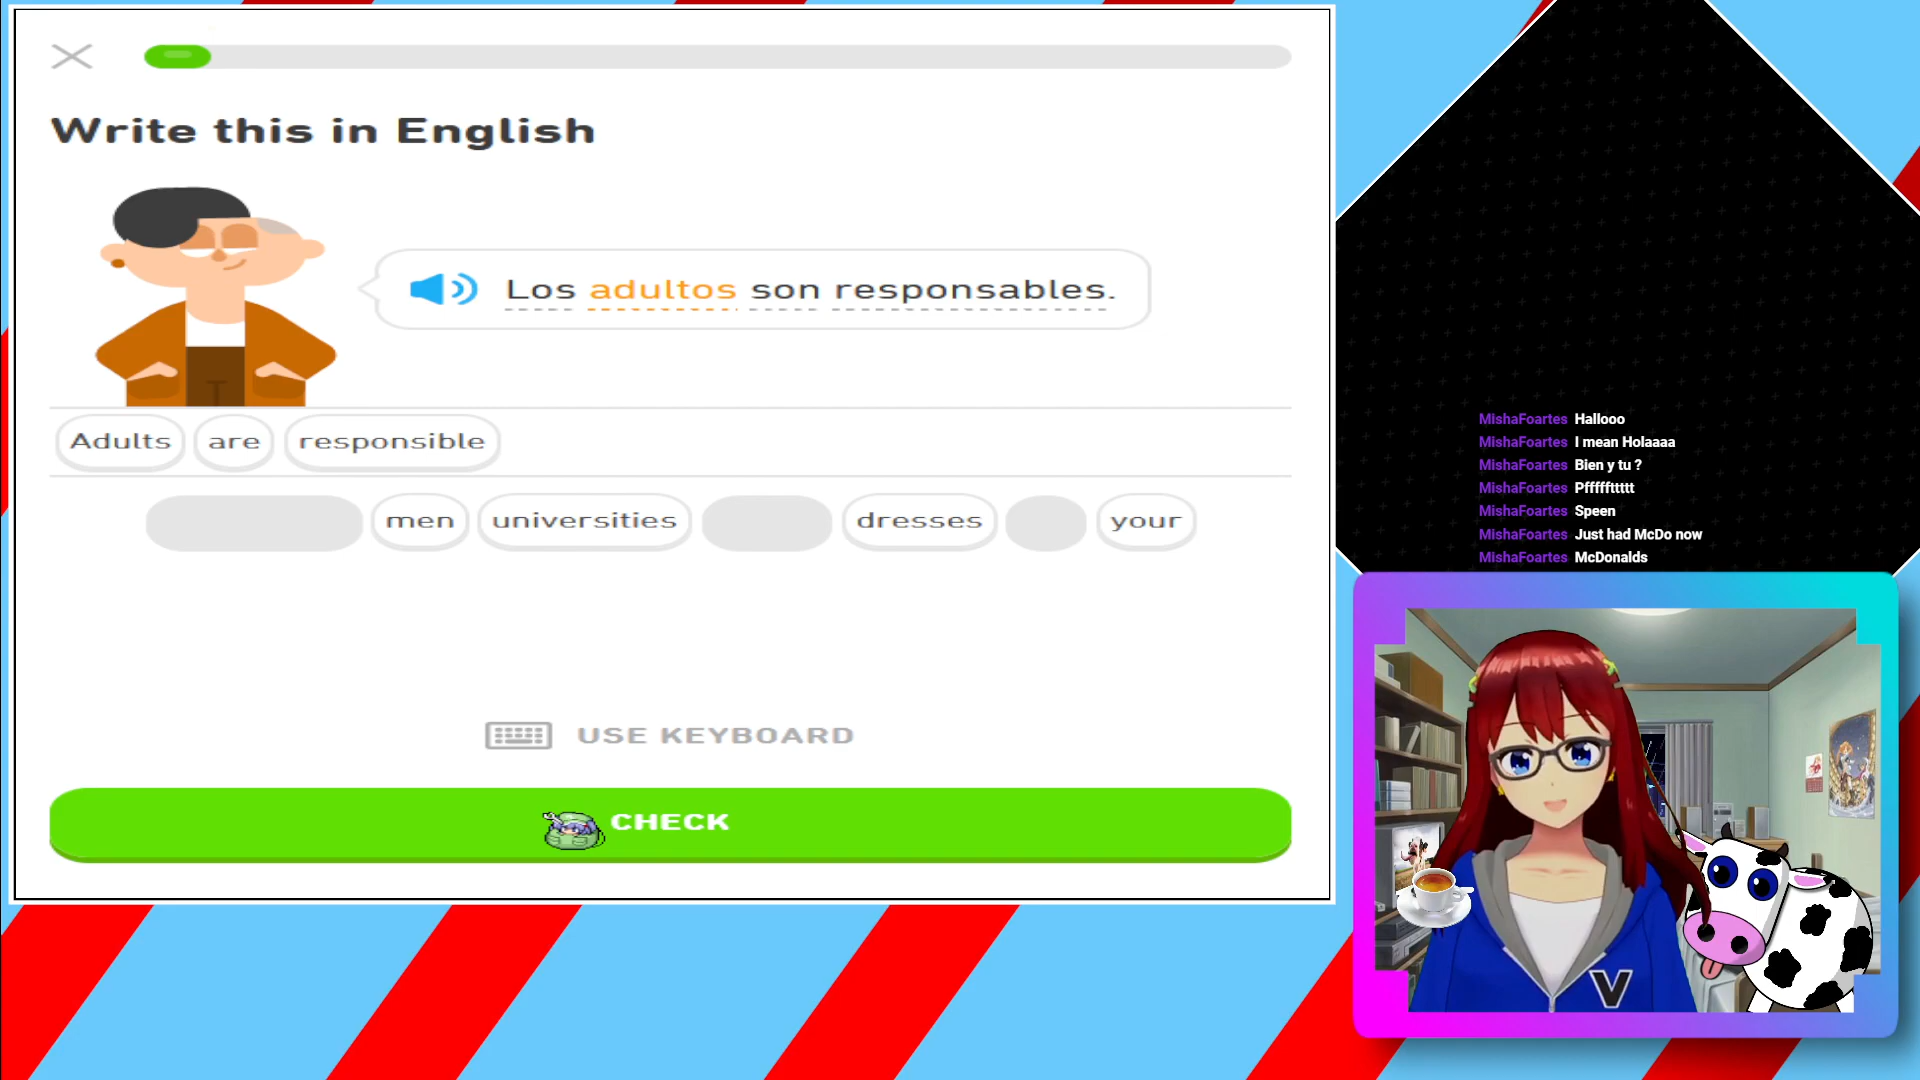 Write this in English
Los adultos son responsables.
Adults are responsible
men universities dresses your
USE KEYBOARD
CHECK
MishaFoartes Hallooo
MishaFoartes I mean Holaaaa
MishaFoartes Bien y tu ?
MishaFoartes Pffffftttt
MishaFoartes Speen
MishaFoartes Just had McDo now
MishaFoartes McDonalds
V